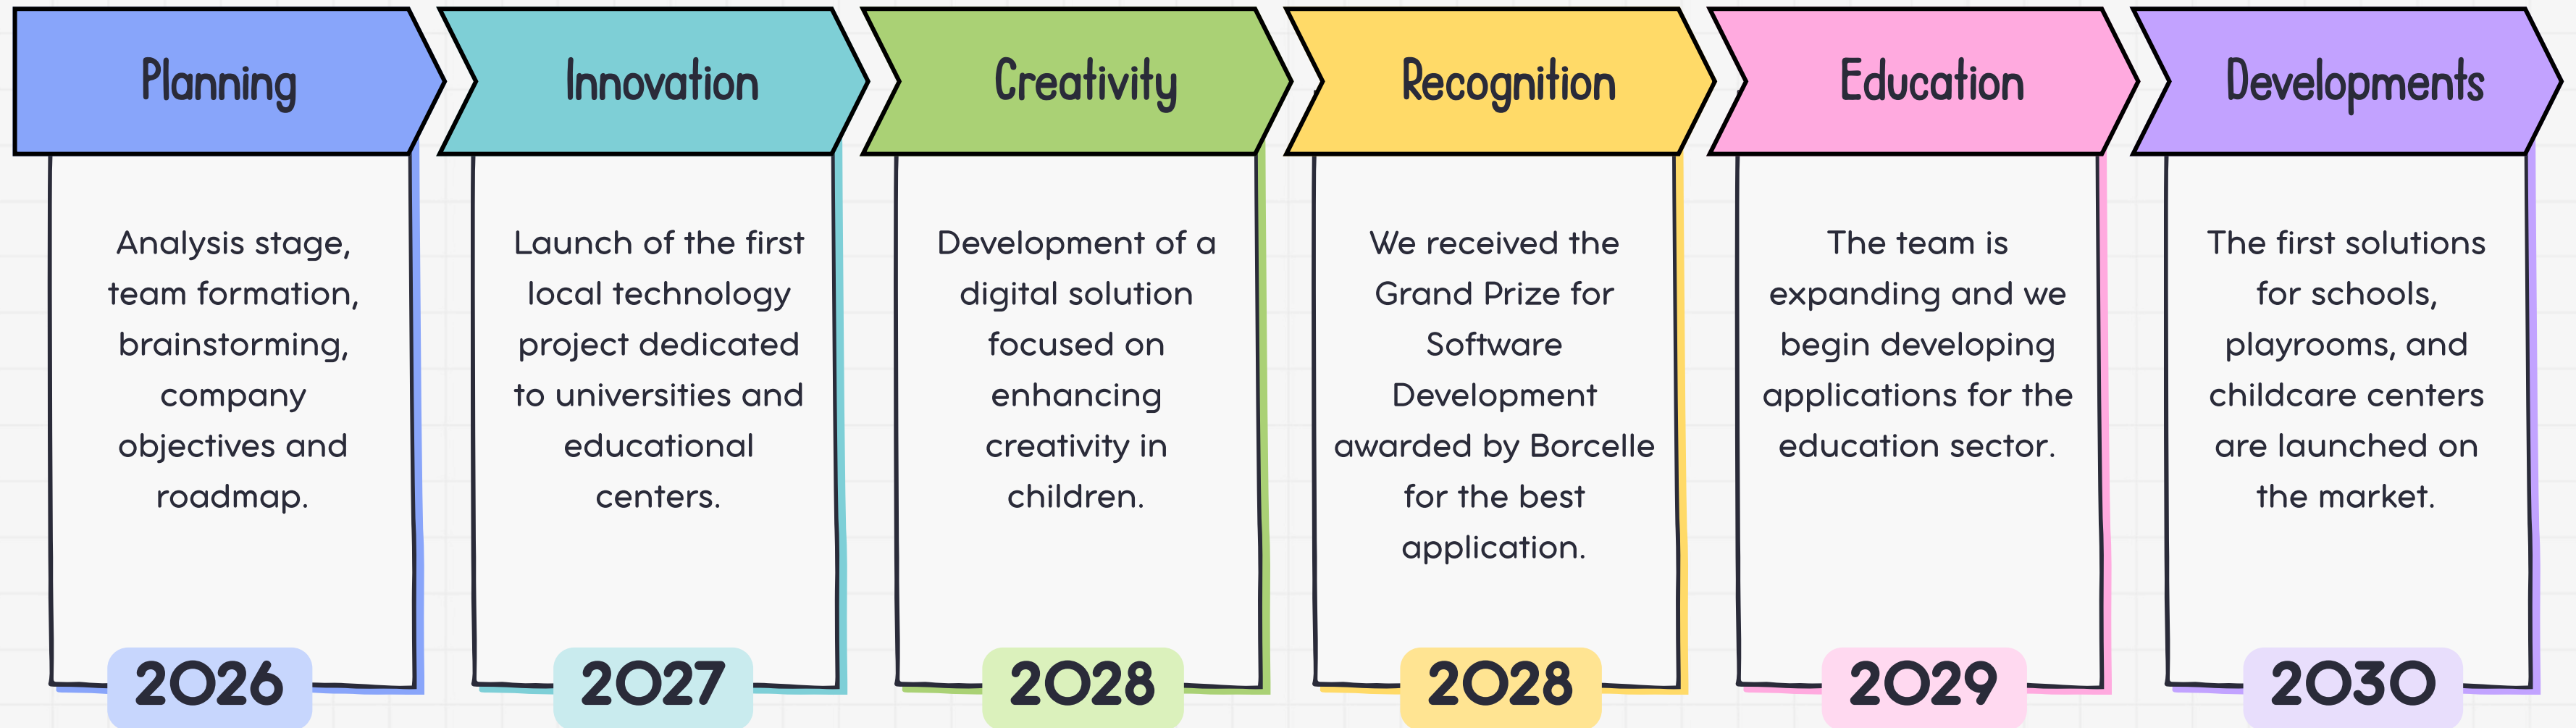 Planning
Analysis stage,
team formation,
brainstorming,
company
objectives and
roadmap.
2026
Innovation
Launch of the first
local technology
project dedicated
to universities and
educational
centers.
2027
Creativity
Development of a
digital solution
focused on
enhancing
creativity in
children.
2028
Recognition
We received the
Grand Prize for
Software
Development
awarded by Borcelle
for the best
application.
2028
Education
The team is
expanding and we
begin developing
applications for the
education sector.
2029
Developments
The first solutions
for schools,
playrooms, and
childcare centers
are launched on
the market.
2030